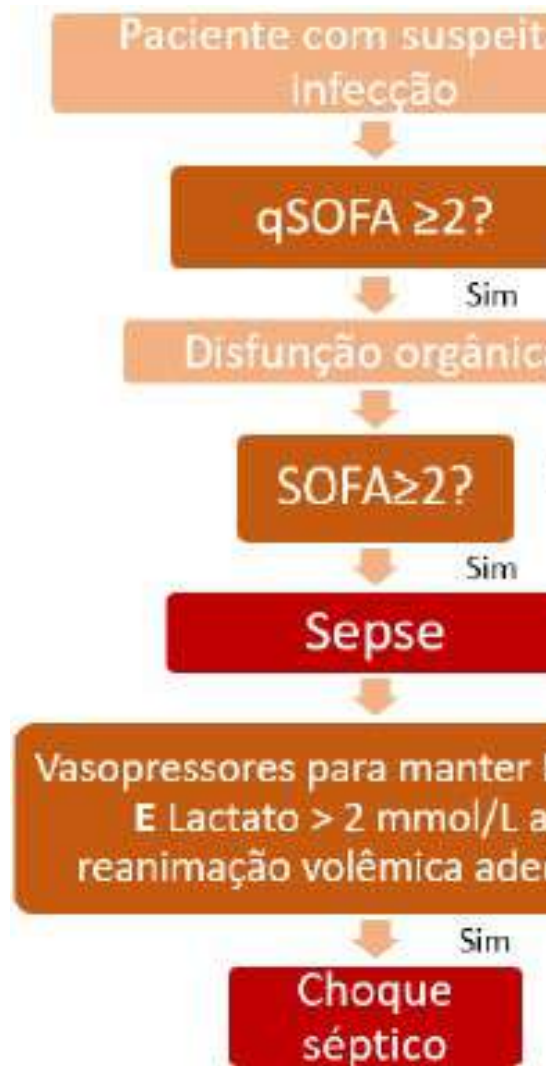 Paciente com suspeit
infecção
qSOFA ≥2?
Sim
Disfunção orgânic
SOFA≥2?
Sim
Sepse
Vasopressores para manter
E Lactato > 2 mmol/L a
reanimação volêmica ade
Sim
Choque
séptico